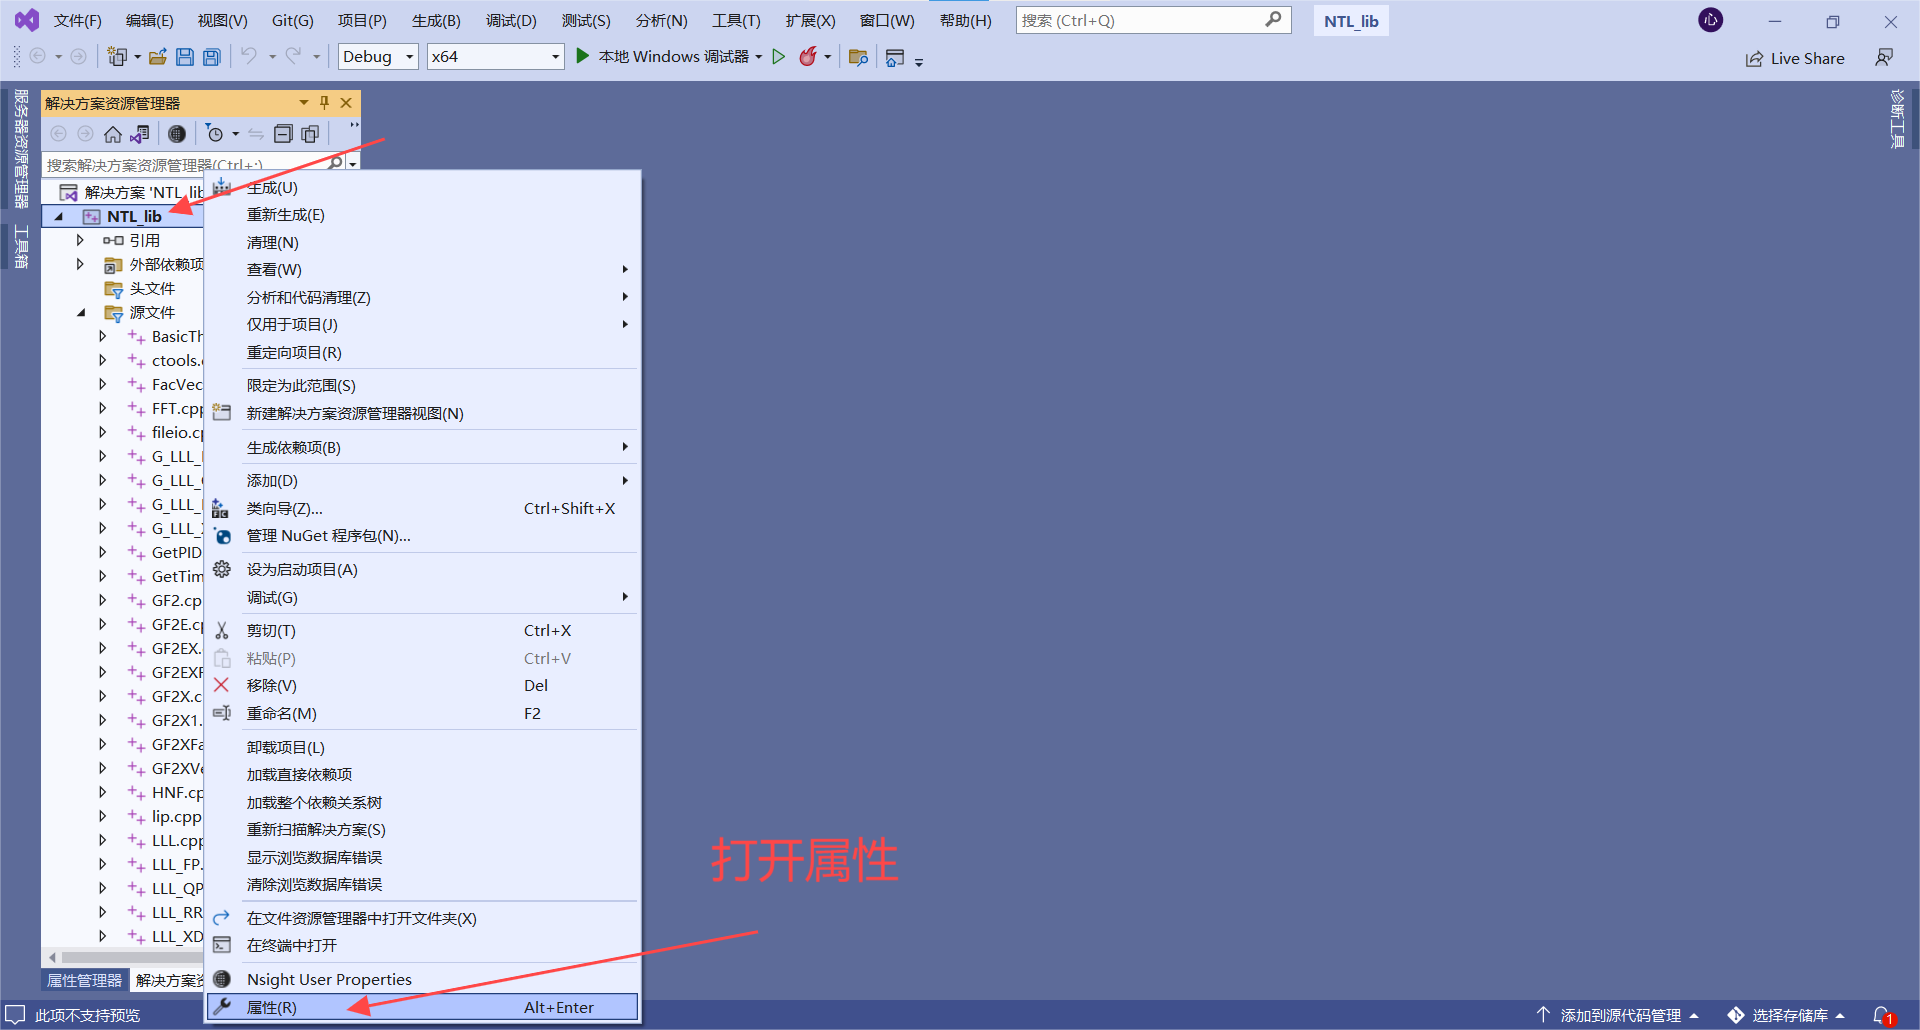 文件(F) 编辑(E) 视图(V) Git(G) 项目(P) 生成(B) 调试(D) 测试(S) 分析(N) 工具(T) 扩展(X) 窗口(W) 帮助(H) 搜索 (Ctrl+Q) NTL_lib
Debug x64 本地 Windows 调试器 Live Share
服务器资源管理器
工具箱
诊断工具
解决方案资源管理器
搜索解决方案资源管理器(Ctrl+;)
解决方案 'NTL_lib
NTL_lib
引用
外部依赖项
头文件
源文件
BasicTh
ctools.
FacVec
FFT.cpp
fileio.cp
G_LLL_
G_LLL_
G_LLL_
G_LLL_
GetPID
GetTim
GF2.cp
GF2E.cp
GF2EX.
GF2EXF
GF2X.c
GF2X1.
GF2XFa
GF2XVe
HNF.cp
lip.cpp
LLL.cpp
LLL_FP.
LLL_QP
LLL_RR
LLL_XD
属性管理器 解决方案资
生成(U)
重新生成(E)
清理(N)
查看(W)
分析和代码清理(Z)
仅用于项目(J)
重定向项目(R)
限定为此范围(S)
新建解决方案资源管理器视图(N)
生成依赖项(B)
添加(D)
类向导(Z)... Ctrl+Shift+X
管理 NuGet 程序包(N)...
设为启动项目(A)
调试(G)
剪切(T) Ctrl+X
粘贴(P) Ctrl+V
移除(V) Del
重命名(M) F2
卸载项目(L)
加载直接依赖项
加载整个依赖关系树
重新扫描解决方案(S)
显示浏览数据库错误
清除浏览数据库错误
在文件资源管理器中打开文件夹(X)
在终端中打开
Nsight User Properties
属性(R) Alt+Enter
打开属性
此项不支持预览 添加到源代码管理 选择存储库 1